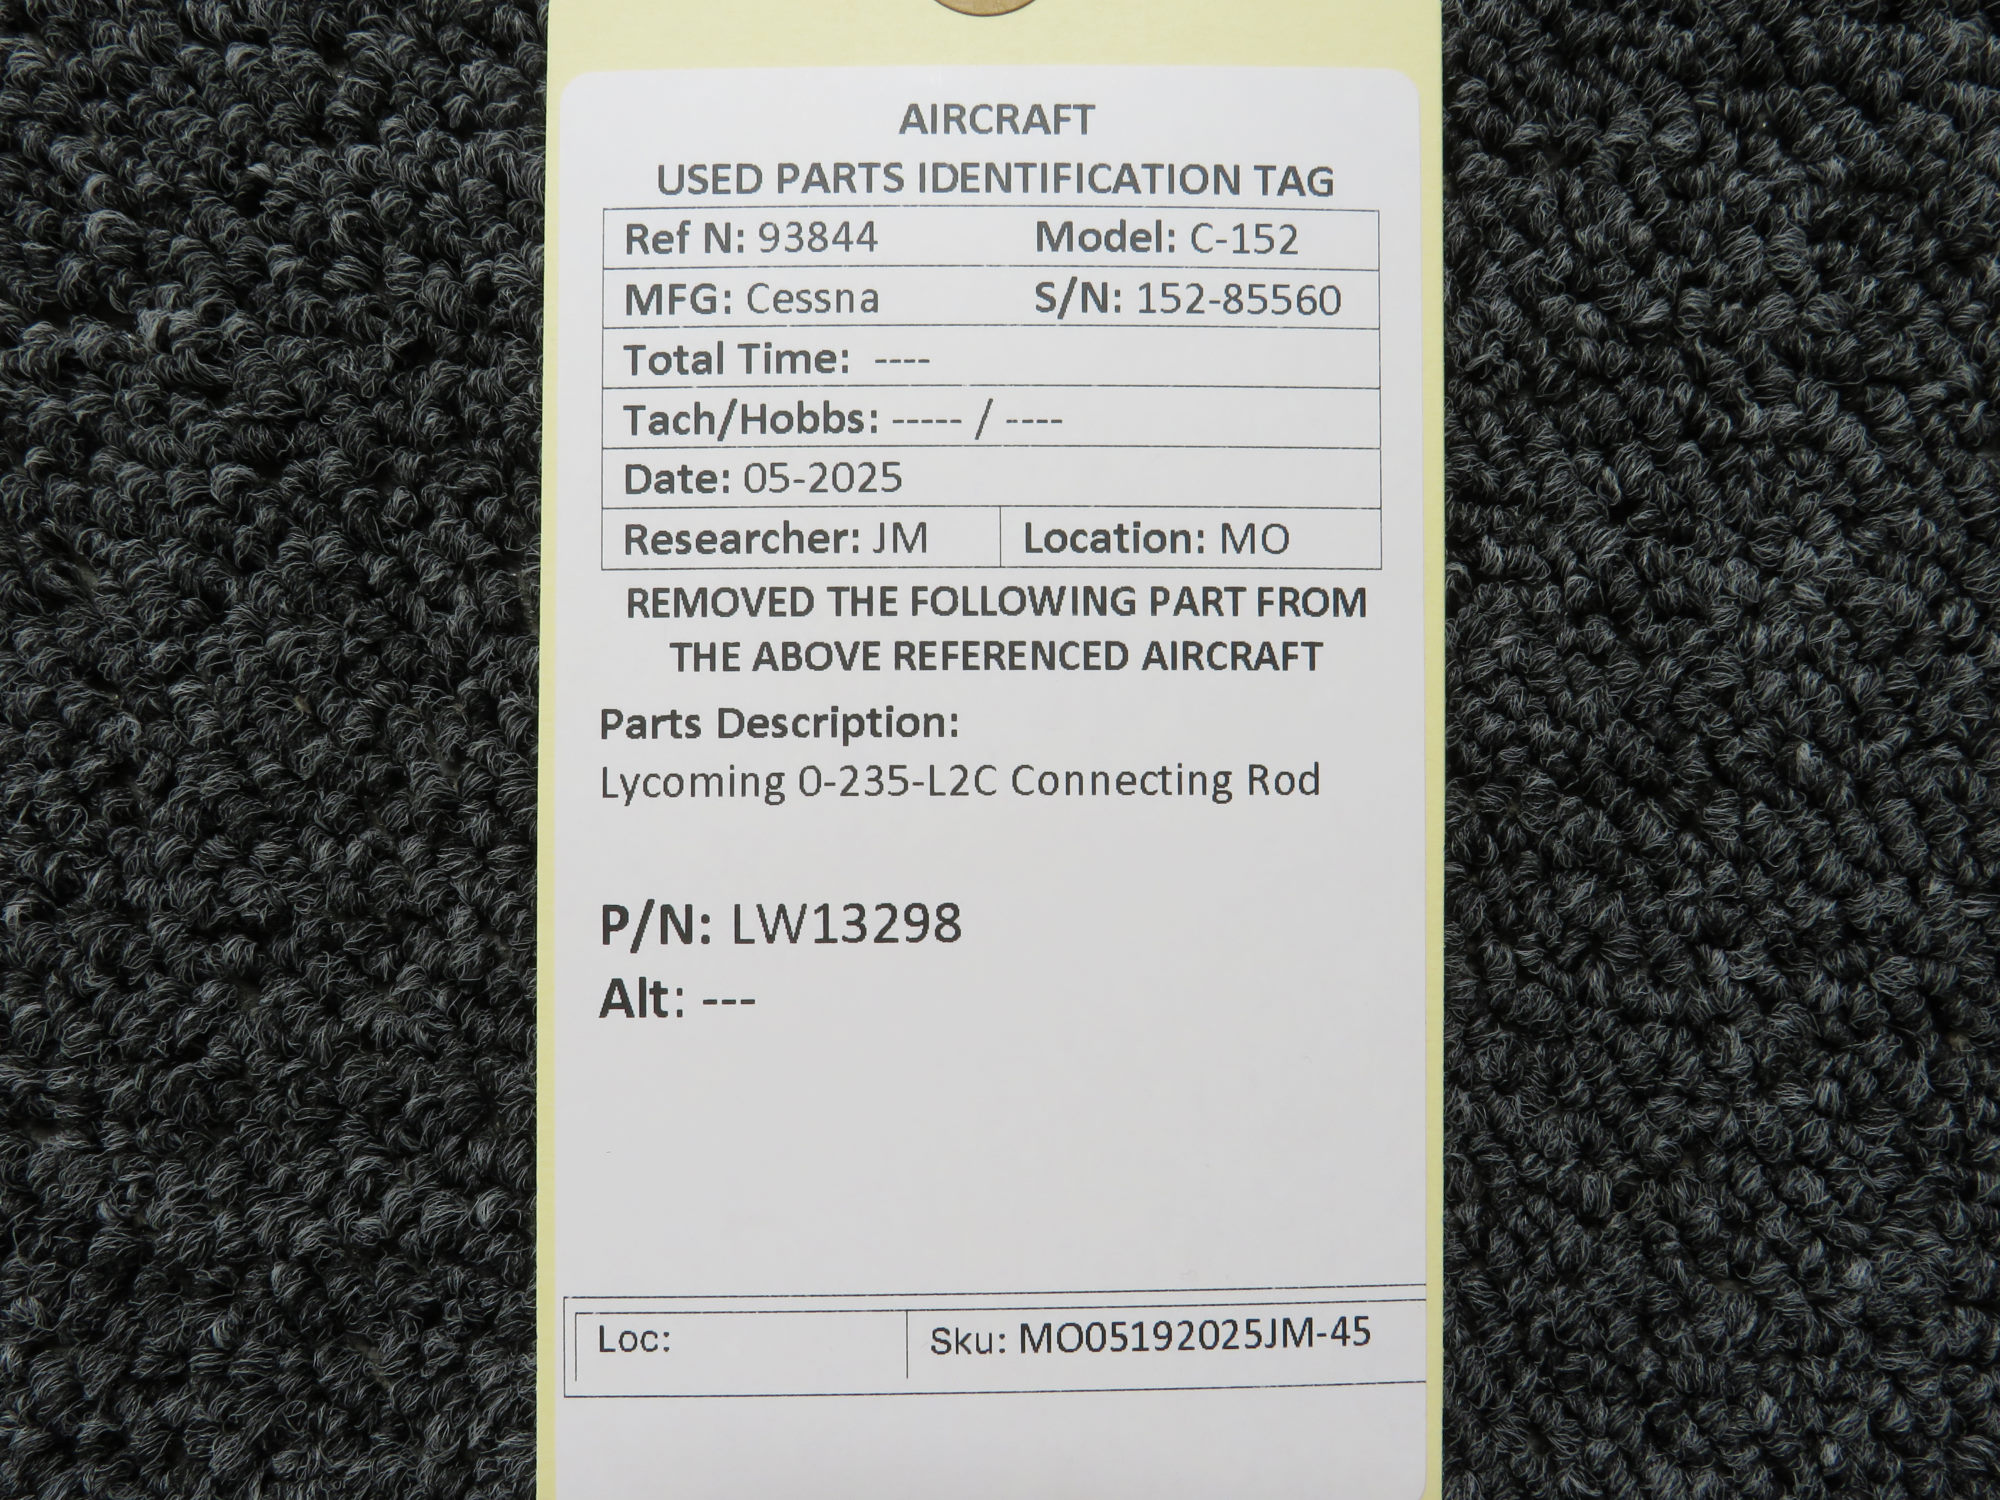 AIRCRAFT
USED PARTS IDENTIFICATION TAG
Ref N: 93844 Model: C-152
MFG: Cessna S/N: 152-85560
Total Time: ----
Tach/Hobbs: ----- / ----
Date: 05-2025
Researcher: JM Location: MO
REMOVED THE FOLLOWING PART FROM
THE ABOVE REFERENCED AIRCRAFT
Parts Description:
Lycoming 0-235-L2C Connecting Rod
P/N: LW13298
Alt: ---
Loc: Sku: MO05192025JM-45